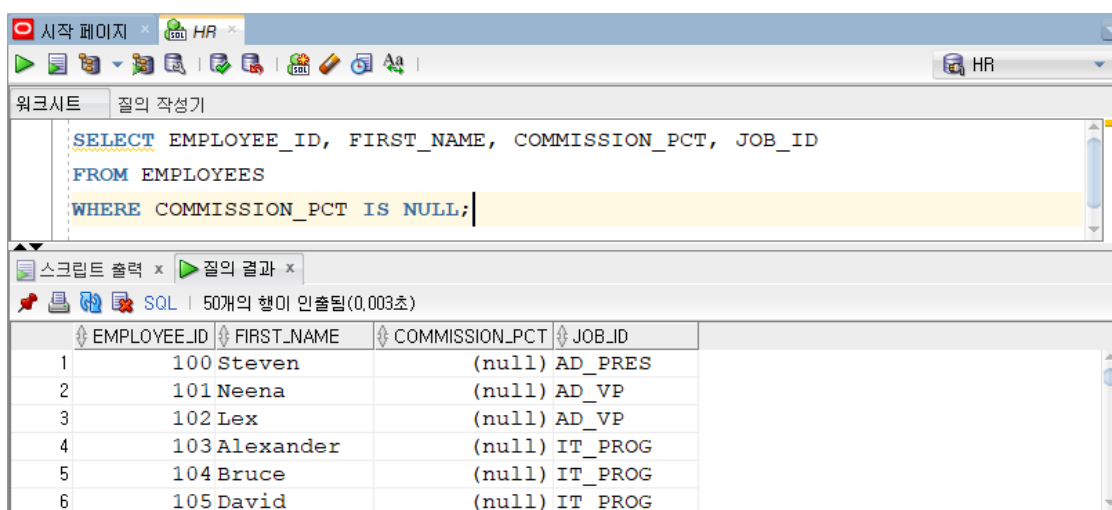 시작 페이지 HR
HR
워크시트 질의 작성기
SELECT EMPLOYEE_ID, FIRST_NAME, COMMISSION_PCT, JOB_ID
FROM EMPLOYEES
WHERE COMMISSION_PCT IS NULL;
스크립트 출력 x 질의 결과 x
SQL | 50개의 행이 인출됨(0,003초)
EMPLOYEE_ID FIRST_NAME COMMISSION_PCT JOB_ID
1 100 Steven (null) AD_PRES
2 101 Neena (null) AD_VP
3 102 Lex (null) AD_VP
4 103 Alexander (null) IT_PROG
5 104 Bruce (null) IT_PROG
6 105 David (null) IT_PROG